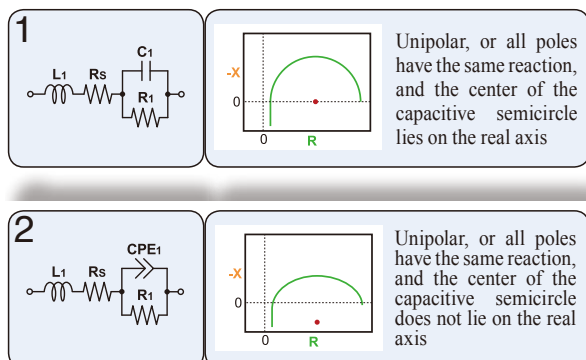 1
L1
Rs
C1
R1
-X
0
0
R
Unipolar, or all poles
have the same reaction,
and the center of the
capacitive semicircle
lies on the real axis
2
L1
Rs
CPE1
R1
-X
0
0
R
Unipolar, or all poles
have the same reaction,
and the center of the
capacitive semicircle
does not lie on the real
axis